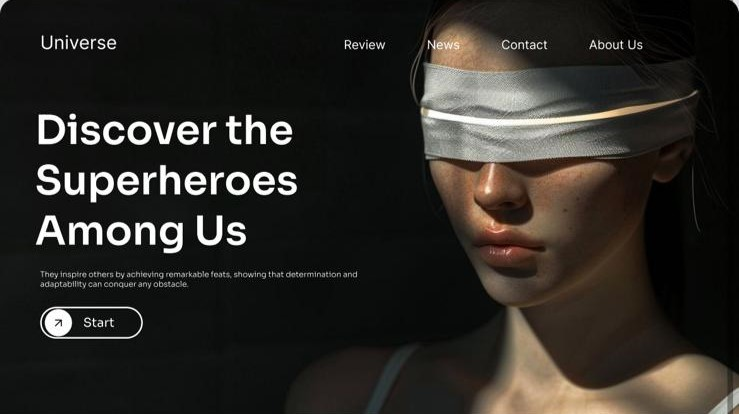 Universe
Review News Contact About Us
Discover the
Superheroes
Among Us
They inspire others by achieving remarkable feats, showing that determination and
adaptability can conquer any obstacle.
Start